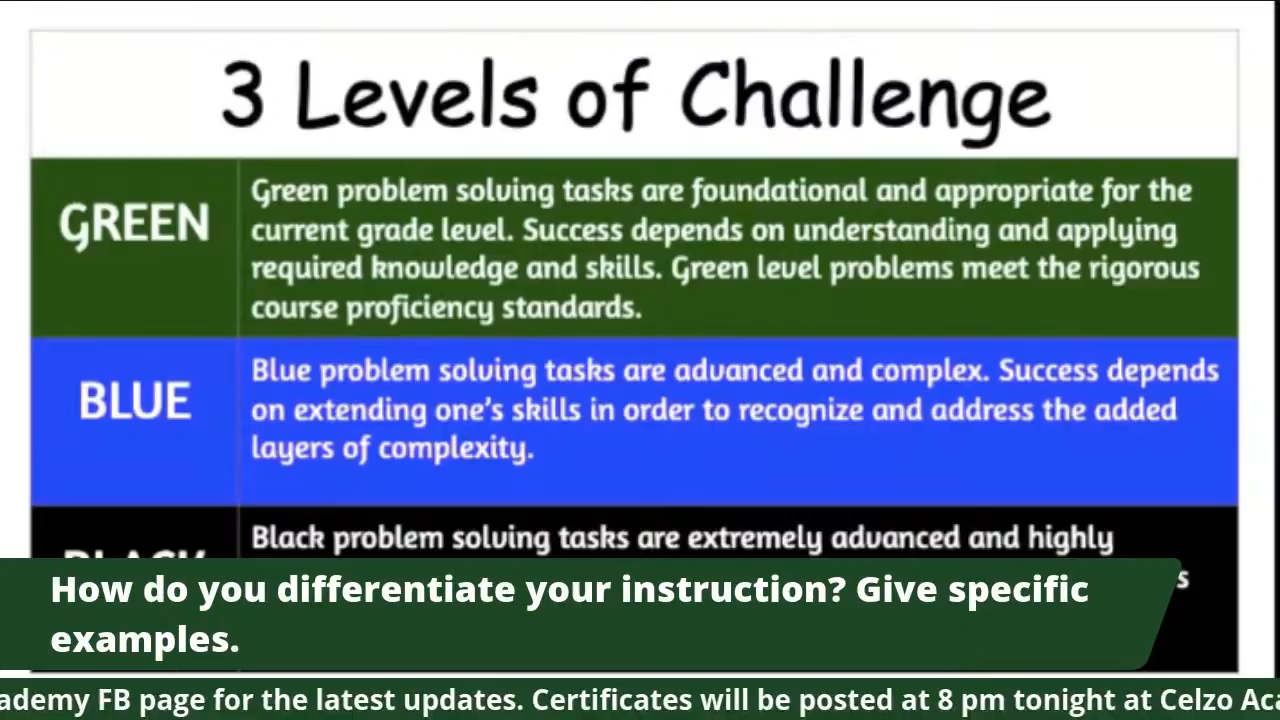 3 Levels of Challenge
GREEN
Green problem solving tasks are foundational and appropriate for the
current grade level. Success depends on understanding and applying
required knowledge and skills. Green level problems meet the rigorous
course proficiency standards.
BLUE
Blue problem solving tasks are advanced and complex. Success depends
on extending one's skills in order to recognize and address the added
layers of complexity.
BLACK
Black problem solving tasks are extremely advanced and highly
How do you differentiate your instruction? Give specific
examples.
ademy FB page for the latest updates. Certificates will be posted at 8 pm tonight at Celzo Aca